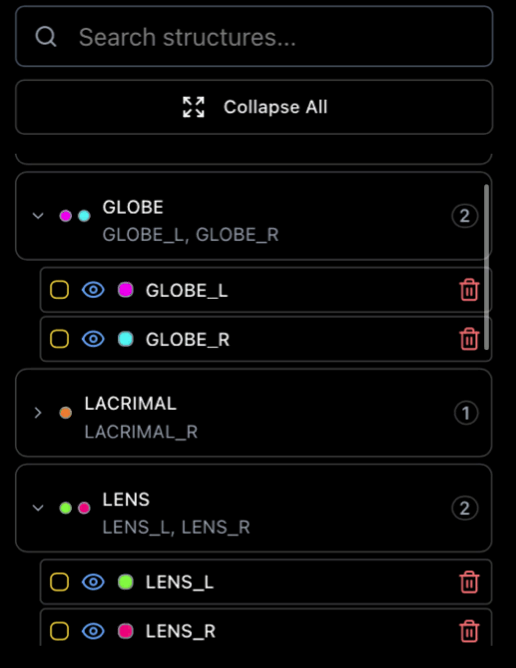 Search structures...
Collapse All
GLOBE
2
GLOBE_L, GLOBE_R
GLOBE_L
GLOBE_R
LACRIMAL
1
LACRIMAL_R
LENS
2
LENS_L, LENS_R
LENS_L
LENS_R